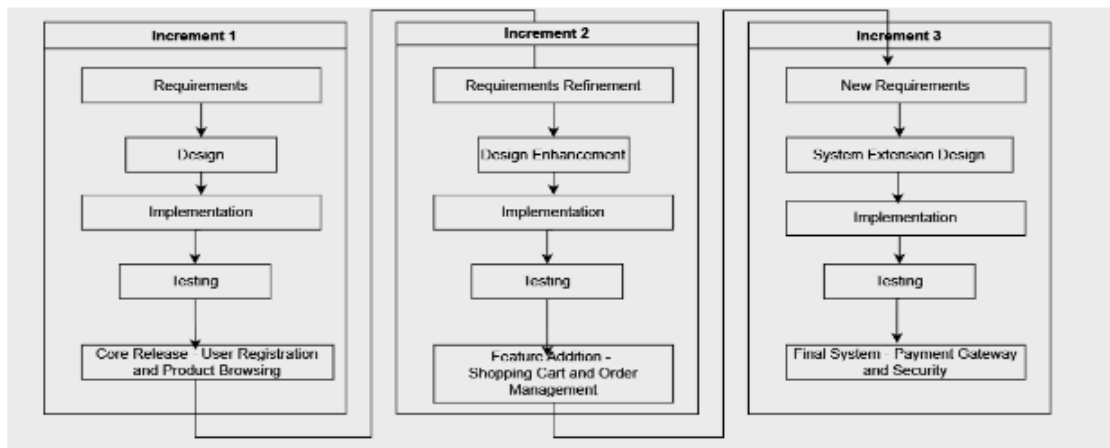 Increment 1
Requirements
Design
Implementation
Testing
Core Release - User Registration
and Product Browsing
Increment 2
Requirements Refinement
Design Enhancement
Implementation
Testing
Feature Addition -
Shopping Cart and Order
Management
Increment 3
New Requirements
System Extension Design
Implementation
Testing
Final System - Payment Gateway
and Security